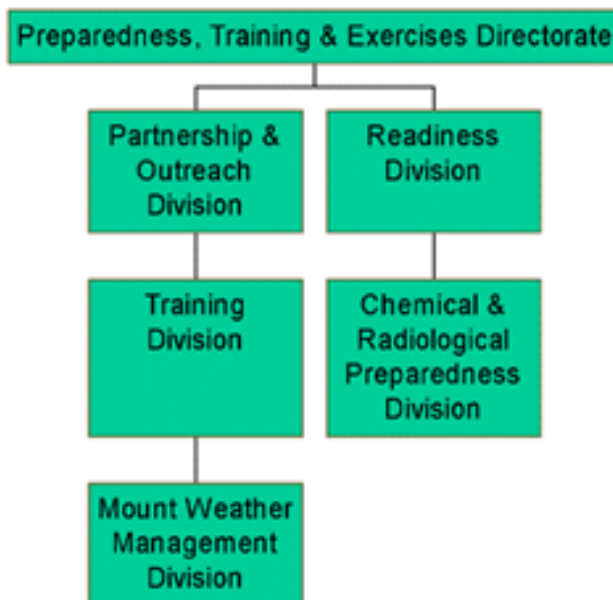 Preparedness, Training & Exercises Directorate
Partnership &
Outreach
Division
Readiness
Division
Training
Division
Chemical &
Radiological
Preparedness
Division
Mount Weather
Management
Division